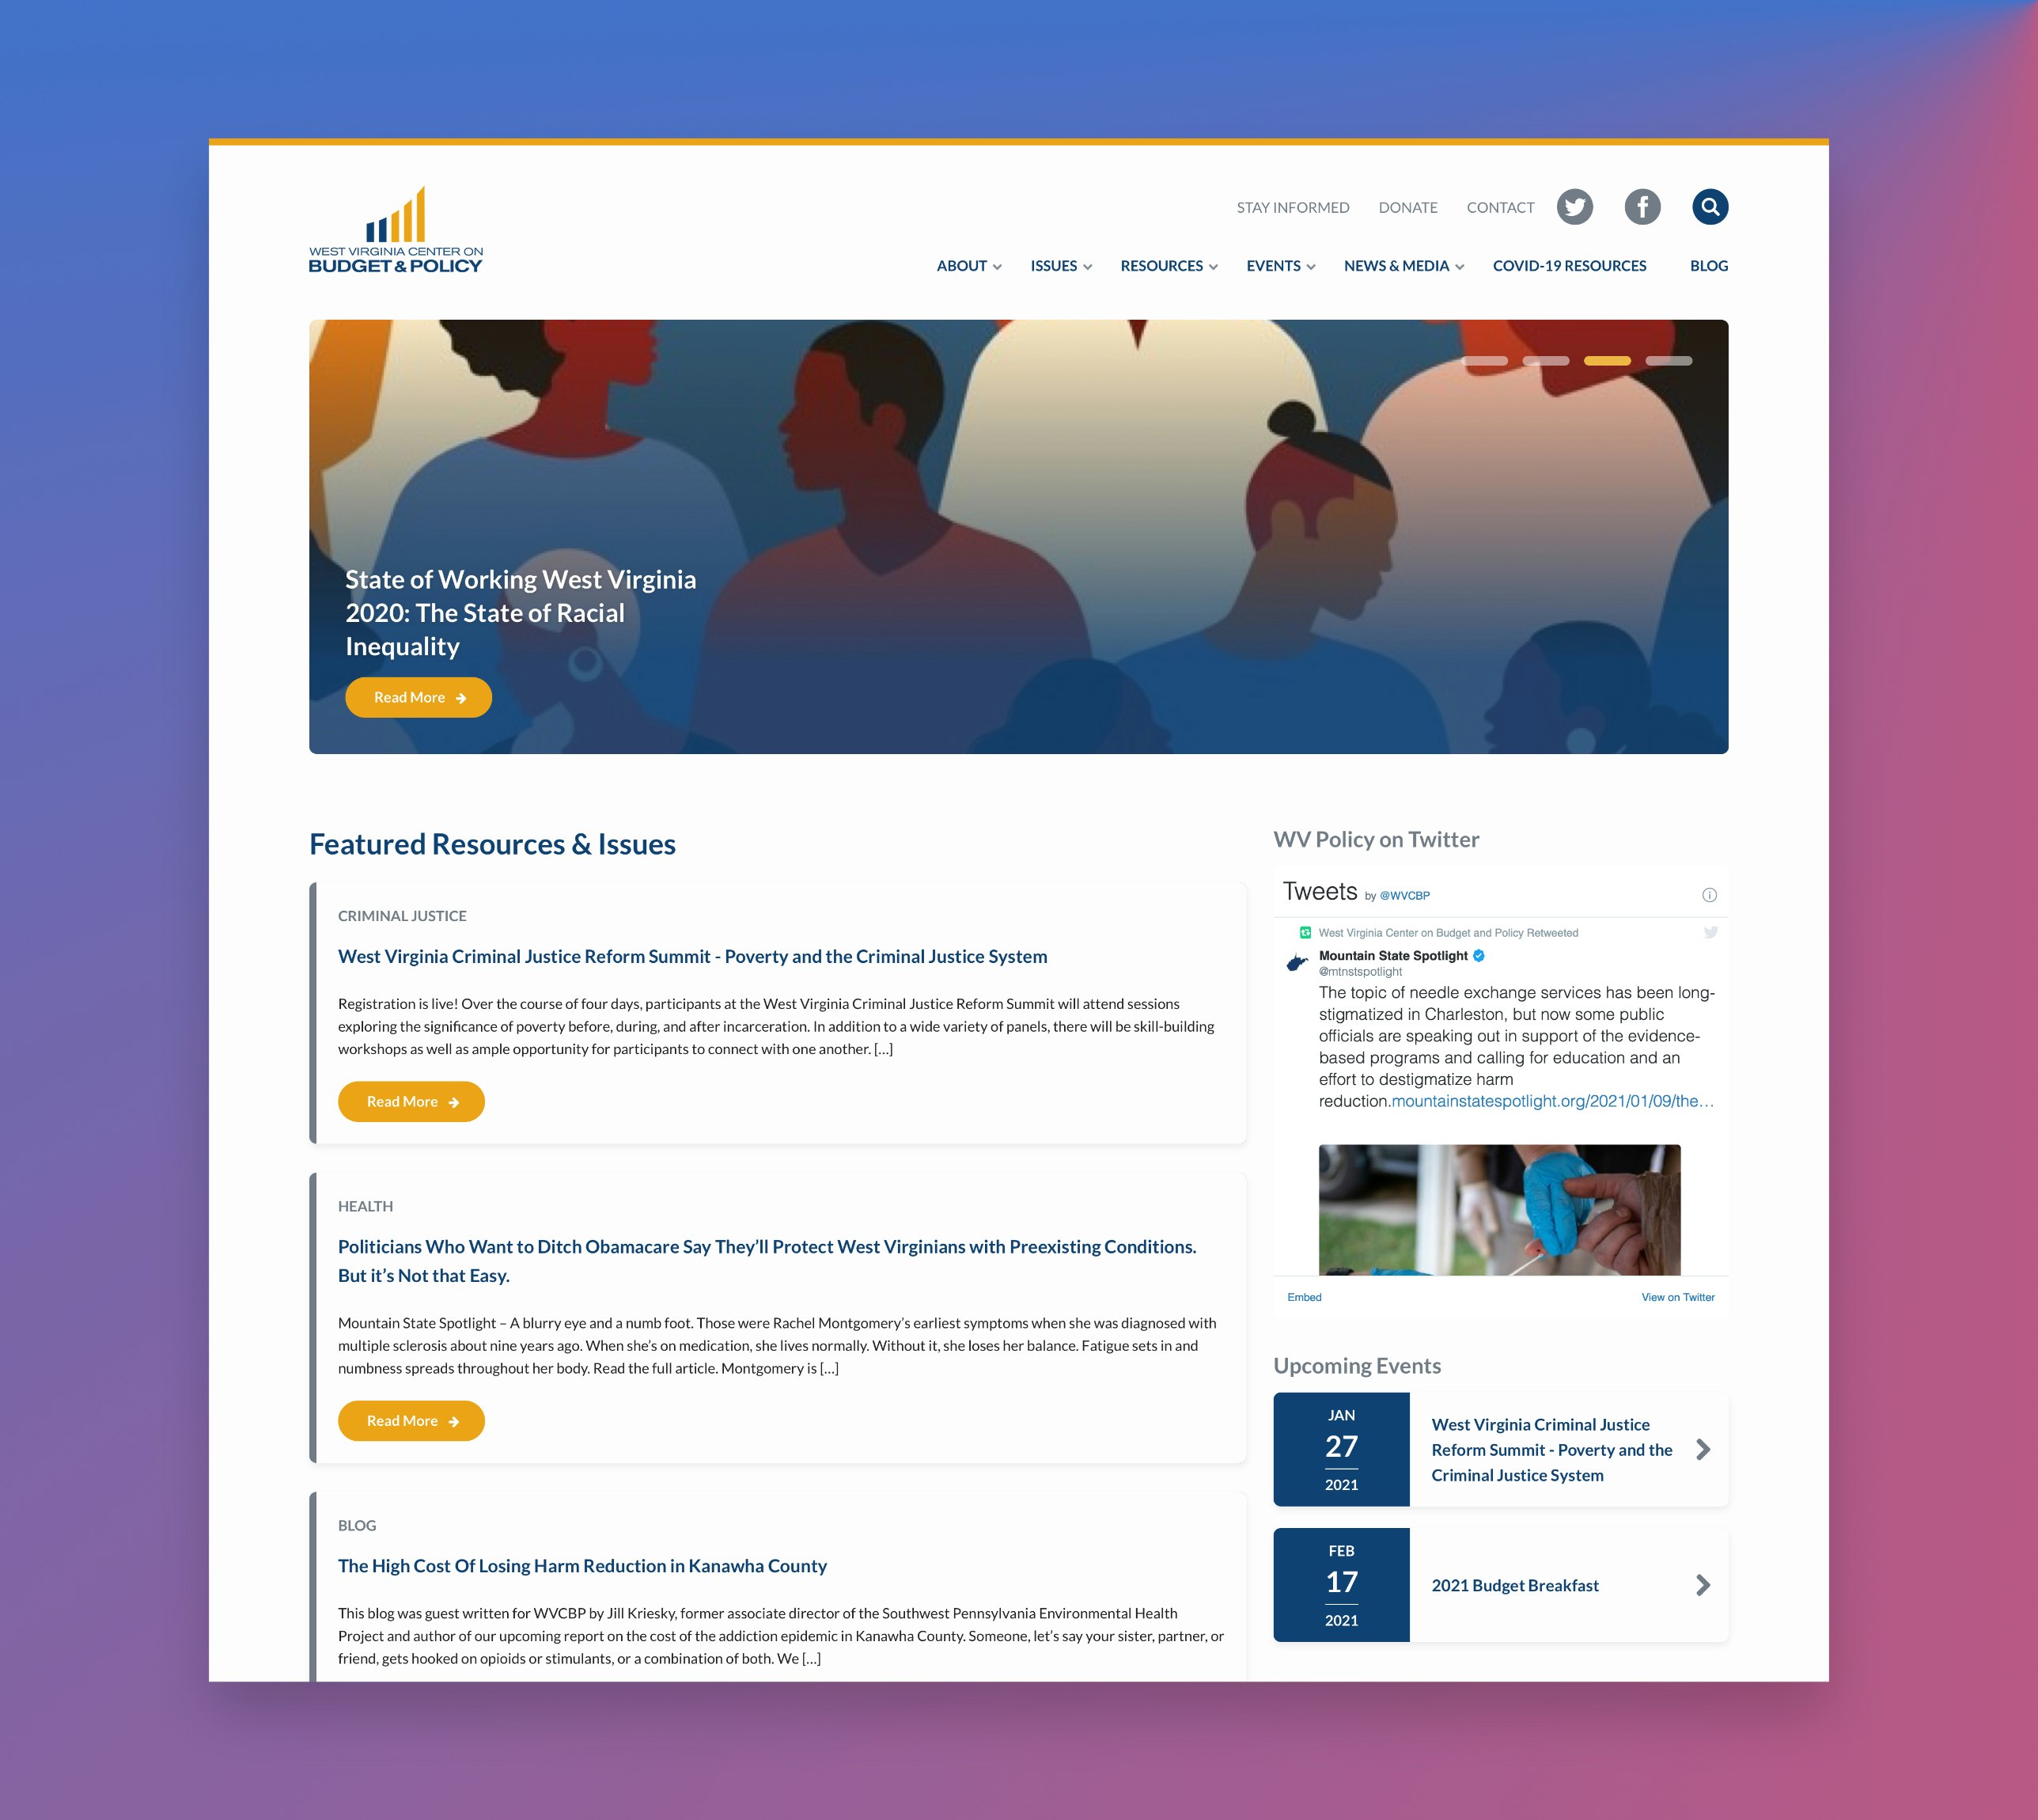 WEST VIRGINIA CENTER ON
BUDGET & POLICY
STAY INFORMED
DONATE
CONTACT
ABOUT
ISSUES
RESOURCES
EVENTS
NEWS & MEDIA
COVID-19 RESOURCES
BLOG
State of Working West Virginia
2020: The State of Racial
Inequality
Read More
Featured Resources & Issues
CRIMINAL JUSTICE
West Virginia Criminal Justice Reform Summit - Poverty and the Criminal Justice System
Registration is live! Over the course of four days, participants at the West Virginia Criminal Justice Reform Summit will attend sessions
exploring the significance of poverty before, during, and after incarceration. In addition to a wide variety of panels, there will be skill-building
workshops as well as ample opportunity for participants to connect with one another. [...]
Read More
HEALTH
Politicians Who Want to Ditch Obamacare Say They’ll Protect West Virginians with Preexisting Conditions.
But it’s Not that Easy.
Mountain State Spotlight – A blurry eye and a numb foot. Those were Rachel Montgomery’s earliest symptoms when she was diagnosed with
multiple sclerosis about nine years ago. When she’s on medication, she lives normally. Without it, she loses her balance. Fatigue sets in and
numbness spreads throughout her body. Read the full article. Montgomery is [...]
Read More
BLOG
The High Cost Of Losing Harm Reduction in Kanawha County
This blog was guest written for WVCBP by Jill Kriesky, former associate director of the Southwest Pennsylvania Environmental Health
Project and author of our upcoming report on the cost of the addiction epidemic in Kanawha County. Someone, let’s say your sister, partner, or
friend, gets hooked on opioids or stimulants, or a combination of both. We [...]
WV Policy on Twitter
Tweets by @WVCBP
West Virginia Center on Budget and Policy Retweeted
Mountain State Spotlight
@mtnstspotlight
The topic of needle exchange services has been long-
stigmatized in Charleston, but now some public
officials are speaking out in support of the evidence-
based programs and calling for education and an
effort to destigmatize harm
reduction.mountainstatespotlight.org/2021/01/09/the…
Embed
View on Twitter
Upcoming Events
JAN
27
2021
West Virginia Criminal Justice
Reform Summit - Poverty and the
Criminal Justice System
FEB
17
2021
2021 Budget Breakfast